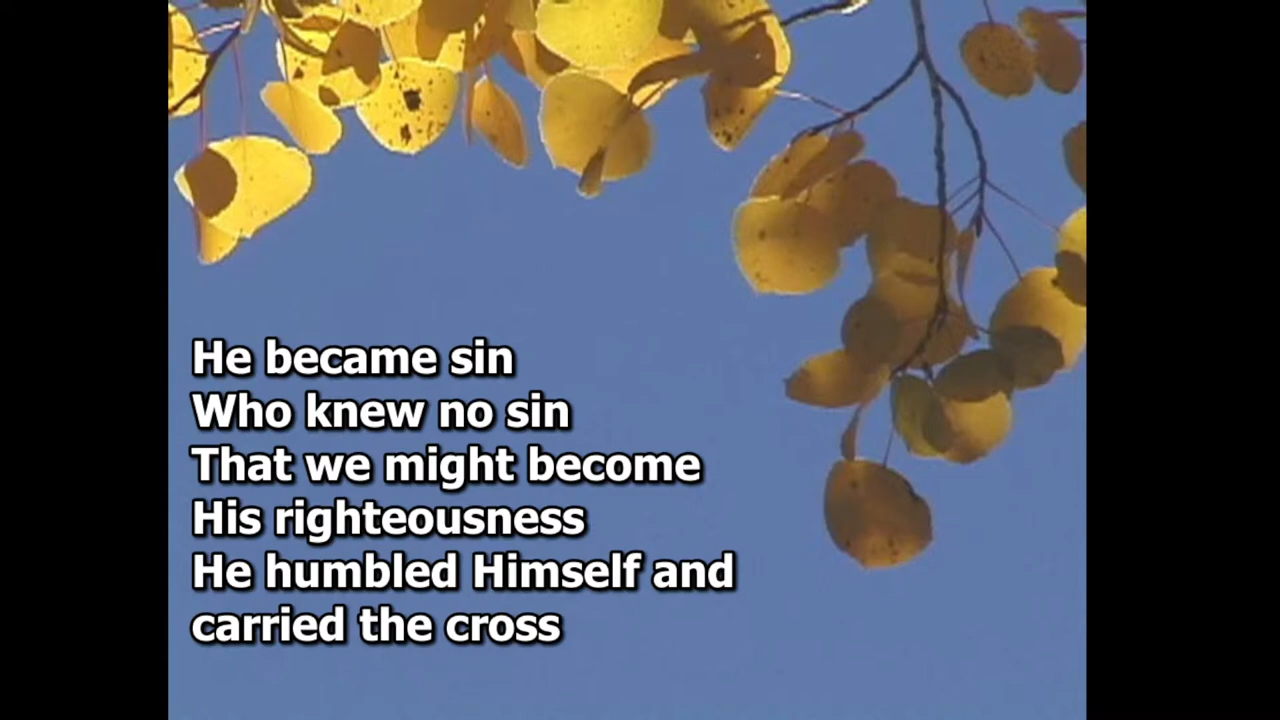 He became sin
Who knew no sin
That we might become
His righteousness
He humbled Himself and
carried the cross